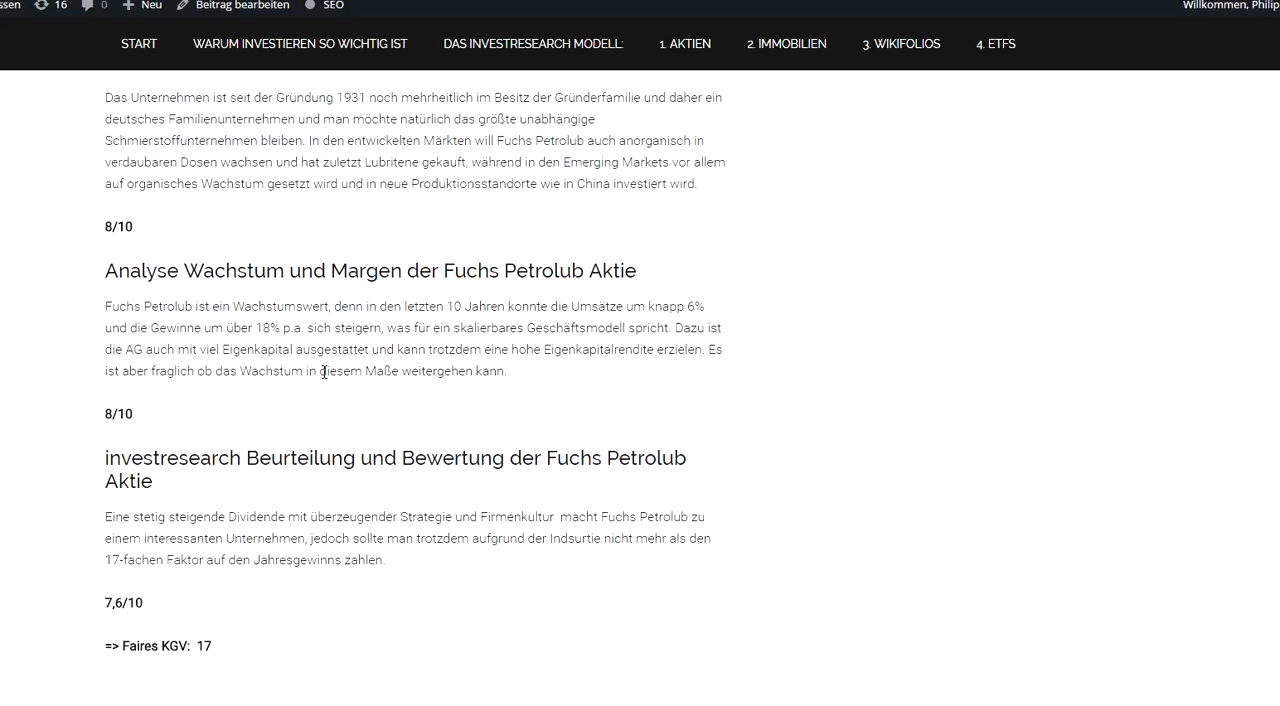 ssen 16 0 Neu Beitrag bearbeiten SEO Willkommen, Philip
START WARUM INVESTIEREN SO WICHTIG IST DAS INVESTRESEARCH MODELL: 1. AKTIEN 2. IMMOBILIEN 3. WIKIFOLIOS 4. ETFS
Das Unternehmen ist seit der Gründung 1931 noch mehrheitlich im Besitz der Gründerfamilie und daher ein
deutsches Familienunternehmen und man möchte natürlich das größte unabhängige
Schmierstoffunternehmen bleiben. In den entwickelten Märkten will Fuchs Petrolub auch anorganisch in
verdaubaren Dosen wachsen und hat zuletzt Lubritene gekauft, während in den Emerging Markets vor allem
auf organisches Wachstum gesetzt wird und in neue Produktionsstandorte wie in China investiert wird.
8/10
Analyse Wachstum und Margen der Fuchs Petrolub Aktie
Fuchs Petrolub ist ein Wachstumswert, denn in den letzten 10 Jahren konnte die Umsätze um knapp 6%
und die Gewinne um über 18% p.a. sich steigern, was für ein skalierbares Geschäftsmodell spricht. Dazu ist
die AG auch mit viel Eigenkapital ausgestattet und kann trotzdem eine hohe Eigenkapitalrendite erzielen. Es
ist aber fraglich ob das Wachstum in diesem Maße weitergehen kann.
8/10
investresearch Beurteilung und Bewertung der Fuchs Petrolub
Aktie
Eine stetig steigende Dividende mit überzeugender Strategie und Firmenkultur macht Fuchs Petrolub zu
einem interessanten Unternehmen, jedoch sollte man trotzdem aufgrund der Indsurtie nicht mehr als den
17-fachen Faktor auf den Jahresgewinns zahlen.
7,6/10
=> Faires KGV: 17